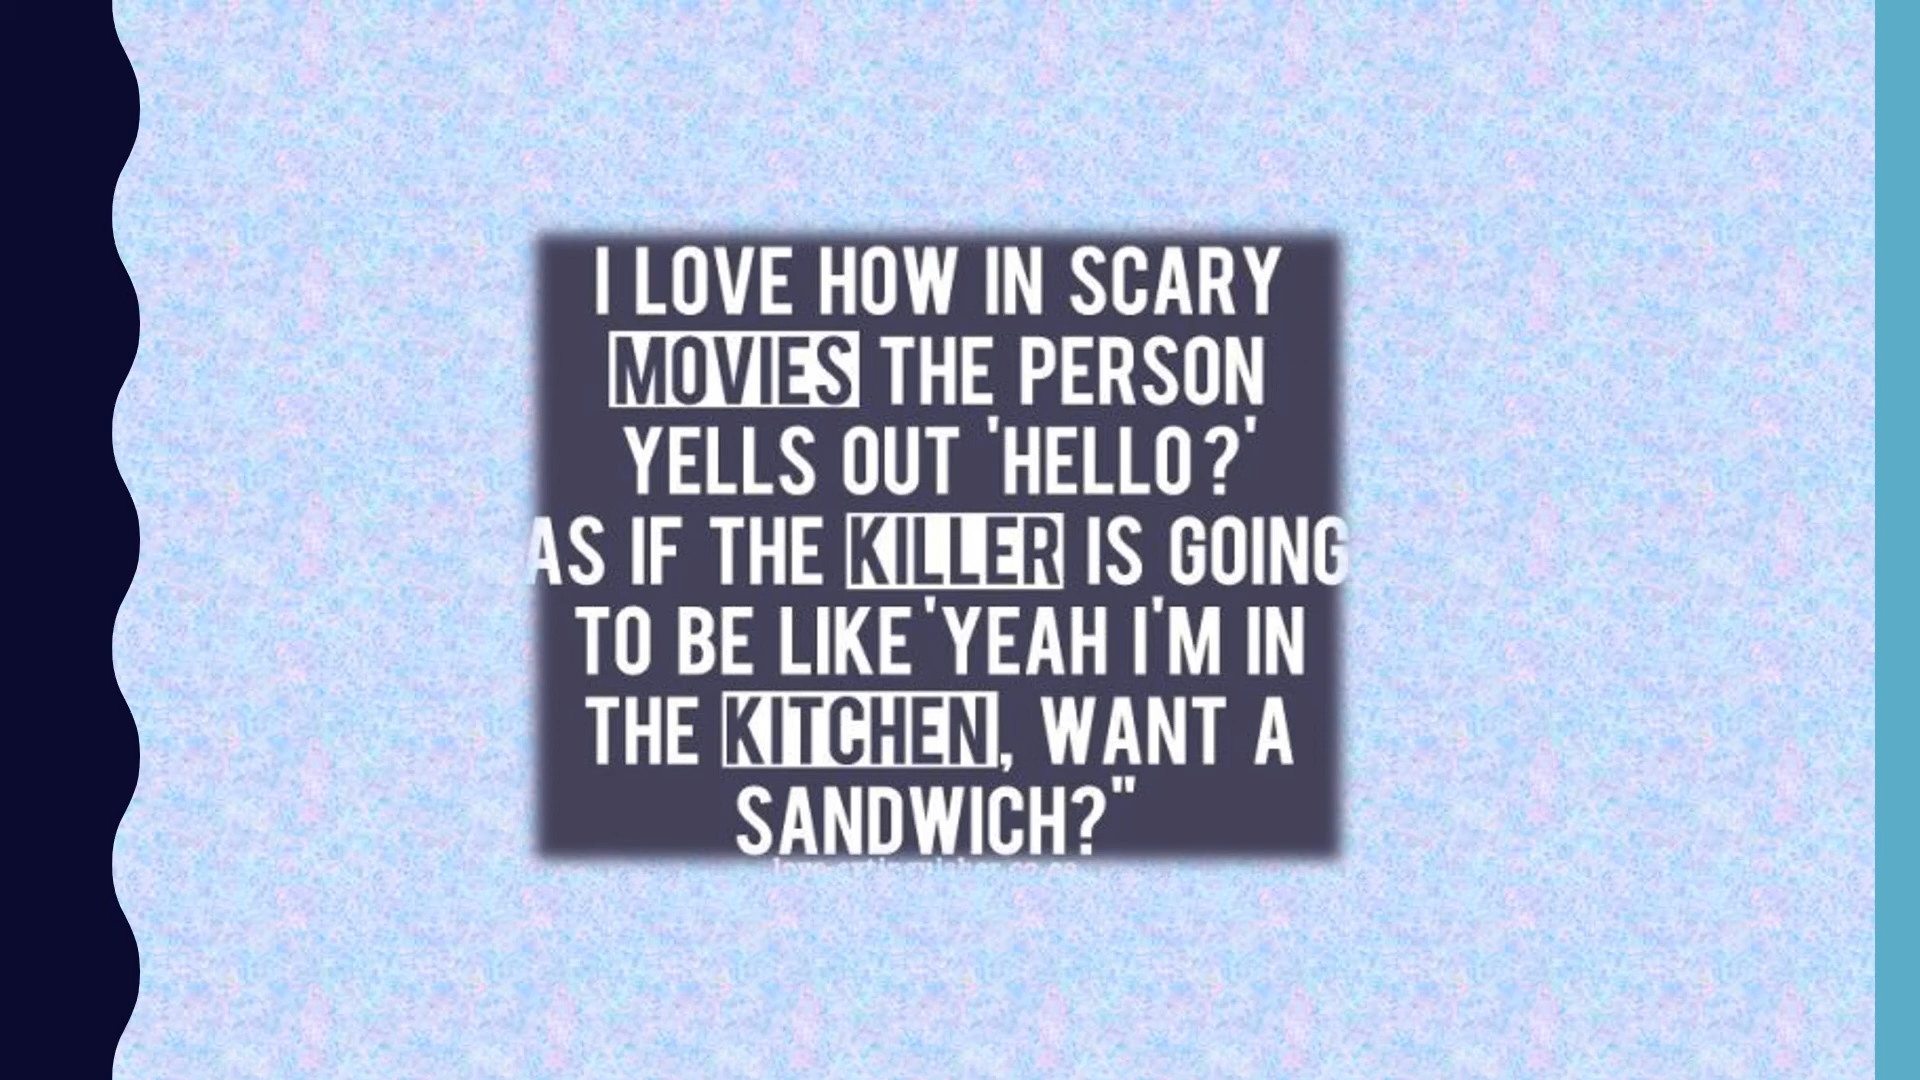 I LOVE HOW IN SCARY
MOVIES THE PERSON
YELLS OUT 'HELLO?'
AS IF THE KILLER IS GOING
TO BE LIKE 'YEAH I'M IN
THE KITCHEN, WANT A
SANDWICH?"